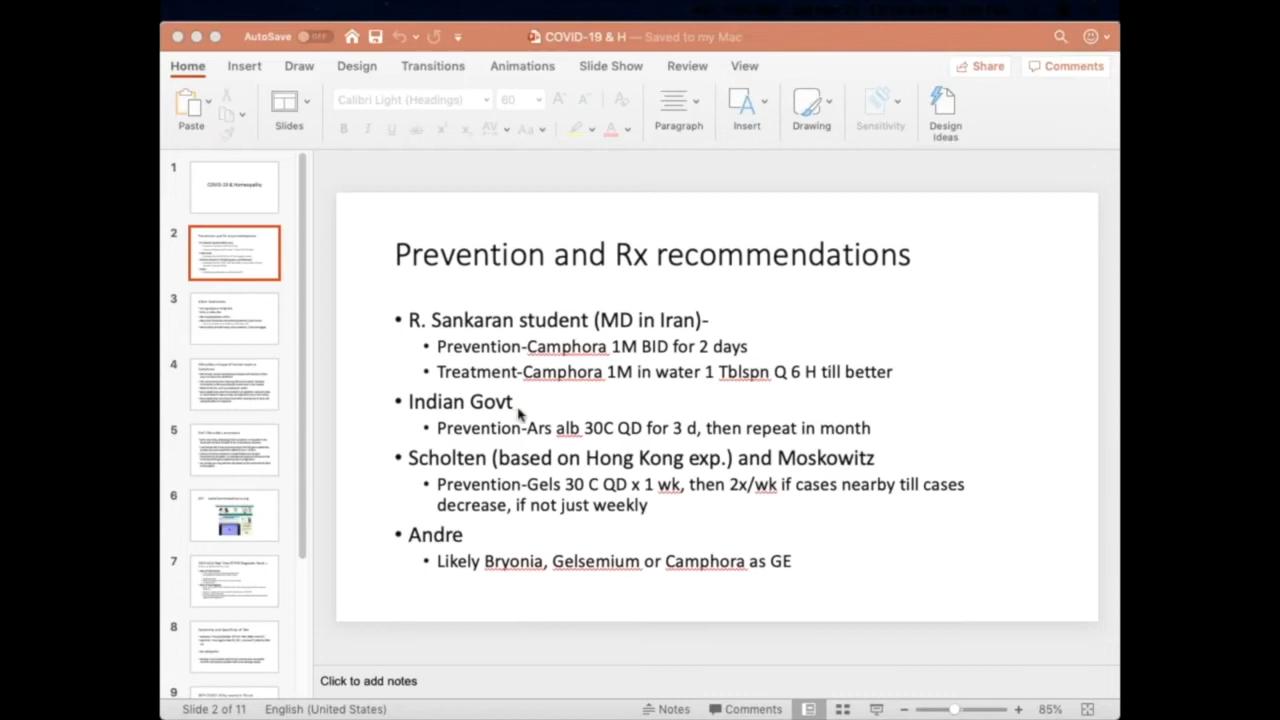 AutoSave OFF
COVID-19 & H — Saved to my Mac
Home Insert Draw Design Transitions Animations Slide Show Review View Share Comments
Calibri Light (Headings) 60
Paste Slides Paragraph Insert Drawing Sensitivity Design Ideas
1
COVID-19 & Homeopathy
2
3
4
5
6
7
8
9
Prevention and Rx recommendations
• R. Sankaran student (MD in Iran)-
• Prevention-Camphora 1M BID for 2 days
• Treatment-Camphora 1M in water 1 Tblspn Q 6 H till better
• Indian Govt
• Prevention-Ars alb 30C QD for 3 d, then repeat in month
• Scholten (based on Hong Kong exp.) and Moskowitz
• Prevention-Gels 30 C QD x 1 wk, then 2x/wk if cases nearby till cases
decrease, if not just weekly
• Andre
• Likely Bryonia, Gelsemium or Camphora as GE
Click to add notes
Slide 2 of 11 English (United States) Notes Comments 85%